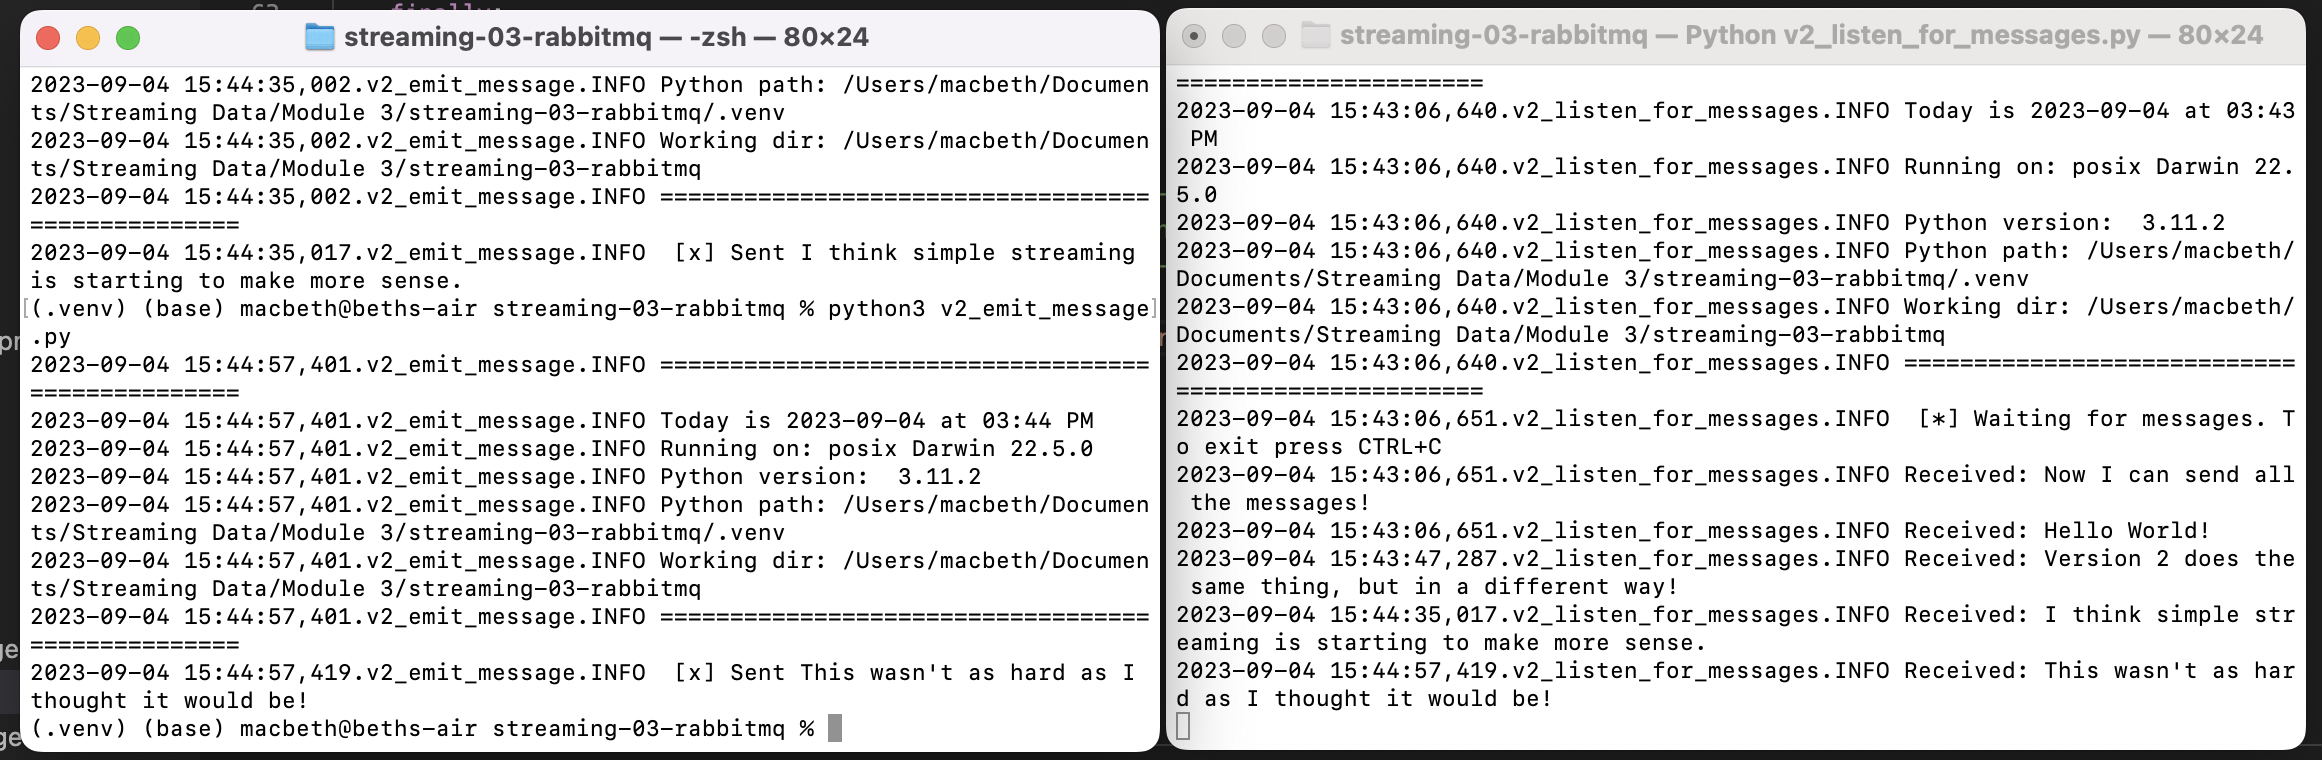 streaming-03-rabbitmq — -zsh — 80×24
2023-09-04 15:44:35,002.v2_emit_message.INFO Python path: /Users/macbeth/Documen
ts/Streaming Data/Module 3/streaming-03-rabbitmq/.venv
2023-09-04 15:44:35,002.v2_emit_message.INFO Working dir: /Users/macbeth/Documen
ts/Streaming Data/Module 3/streaming-03-rabbitmq
2023-09-04 15:44:35,002.v2_emit_message.INFO ===================================
===============
2023-09-04 15:44:35,017.v2_emit_message.INFO  [x] Sent I think simple streaming
is starting to make more sense.
[(.venv) (base) macbeth@beths-air streaming-03-rabbitmq % python3 v2_emit_message]
.py
2023-09-04 15:44:57,401.v2_emit_message.INFO ===================================
===============
2023-09-04 15:44:57,401.v2_emit_message.INFO Today is 2023-09-04 at 03:44 PM
2023-09-04 15:44:57,401.v2_emit_message.INFO Running on: posix Darwin 22.5.0
2023-09-04 15:44:57,401.v2_emit_message.INFO Python version:  3.11.2
2023-09-04 15:44:57,401.v2_emit_message.INFO Python path: /Users/macbeth/Documen
ts/Streaming Data/Module 3/streaming-03-rabbitmq/.venv
2023-09-04 15:44:57,401.v2_emit_message.INFO Working dir: /Users/macbeth/Documen
ts/Streaming Data/Module 3/streaming-03-rabbitmq
2023-09-04 15:44:57,401.v2_emit_message.INFO ===================================
===============
2023-09-04 15:44:57,419.v2_emit_message.INFO  [x] Sent This wasn't as hard as I
thought it would be!
(.venv) (base) macbeth@beths-air streaming-03-rabbitmq %
streaming-03-rabbitmq — Python v2_listen_for_messages.py — 80×24
======================
2023-09-04 15:43:06,640.v2_listen_for_messages.INFO Today is 2023-09-04 at 03:43
 PM
2023-09-04 15:43:06,640.v2_listen_for_messages.INFO Running on: posix Darwin 22.
5.0
2023-09-04 15:43:06,640.v2_listen_for_messages.INFO Python version:  3.11.2
2023-09-04 15:43:06,640.v2_listen_for_messages.INFO Python path: /Users/macbeth/
Documents/Streaming Data/Module 3/streaming-03-rabbitmq/.venv
2023-09-04 15:43:06,640.v2_listen_for_messages.INFO Working dir: /Users/macbeth/
Documents/Streaming Data/Module 3/streaming-03-rabbitmq
2023-09-04 15:43:06,640.v2_listen_for_messages.INFO ============================
======================
2023-09-04 15:43:06,651.v2_listen_for_messages.INFO  [*] Waiting for messages. T
o exit press CTRL+C
2023-09-04 15:43:06,651.v2_listen_for_messages.INFO Received: Now I can send all
 the messages!
2023-09-04 15:43:06,651.v2_listen_for_messages.INFO Received: Hello World!
2023-09-04 15:43:47,287.v2_listen_for_messages.INFO Received: Version 2 does the
 same thing, but in a different way!
2023-09-04 15:44:35,017.v2_listen_for_messages.INFO Received: I think simple str
eaming is starting to make more sense.
2023-09-04 15:44:57,419.v2_listen_for_messages.INFO Received: This wasn't as har
d as I thought it would be!